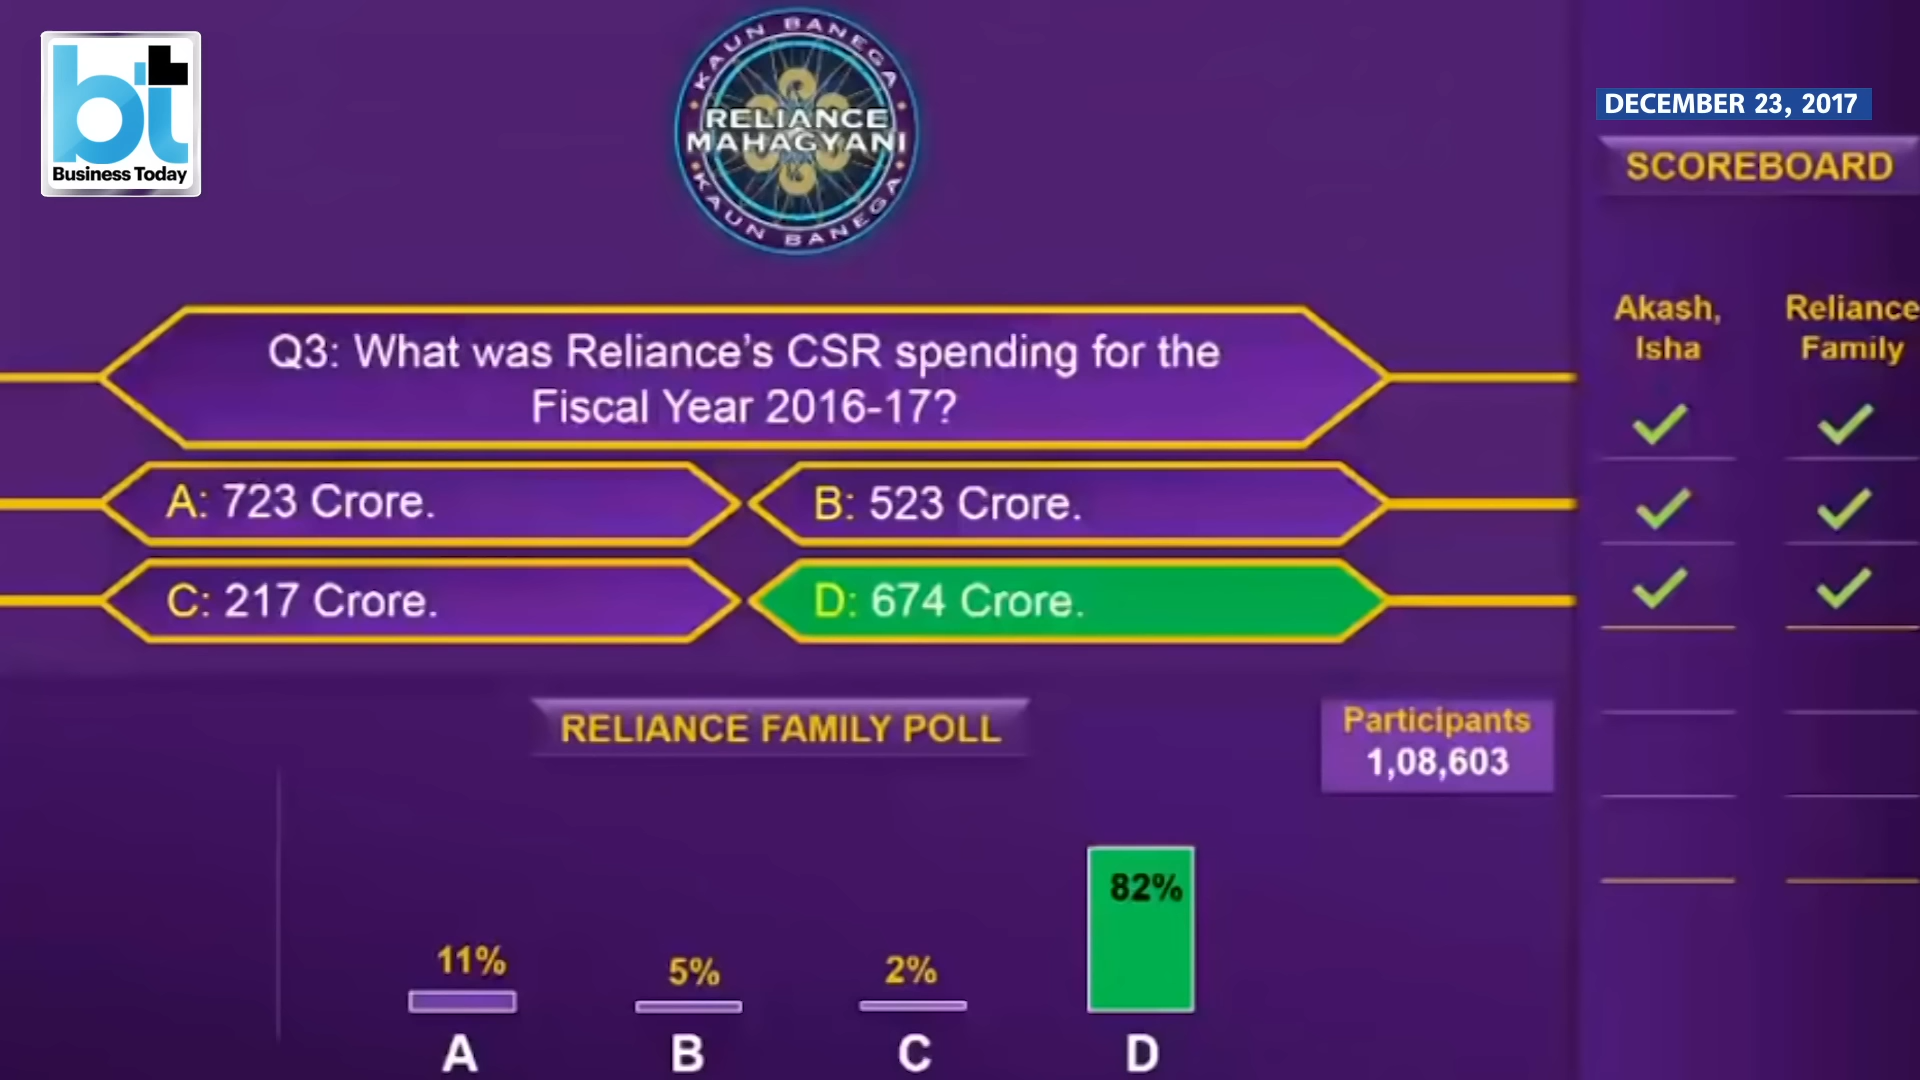 bt
Business Today
KAUN BANEGA
RELIANCE
MAHAGYANI
KAUN BANEGA
DECEMBER 23, 2017
SCOREBOARD
Akash,
Isha
Reliance
Family
Q3: What was Reliance's CSR spending for the
Fiscal Year 2016-17?
A: 723 Crore.
B: 523 Crore.
C: 217 Crore.
D: 674 Crore.
RELIANCE FAMILY POLL
Participants
1,08,603
11%
5%
2%
82%
A
B
C
D